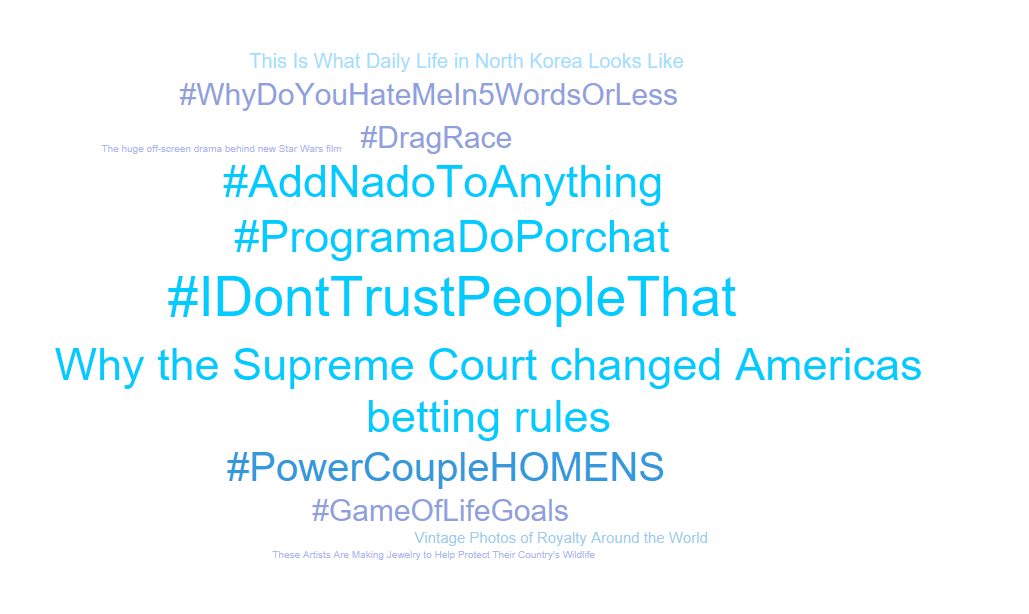 This Is What Daily Life in North Korea Looks Like
#WhyDoYouHateMeIn5WordsOrLess
#DragRace
The huge off-screen drama behind new Star Wars film
#AddNadoToAnything
#ProgramaDoPorchat
#IDontTrustPeopleThat
Why the Supreme Court changed Americas
betting rules
#PowerCoupleHOMENS
#GameOfLifeGoals
Vintage Photos of Royalty Around the World
These Artists Are Making Jewelry to Help Protect Their Country's Wildlife